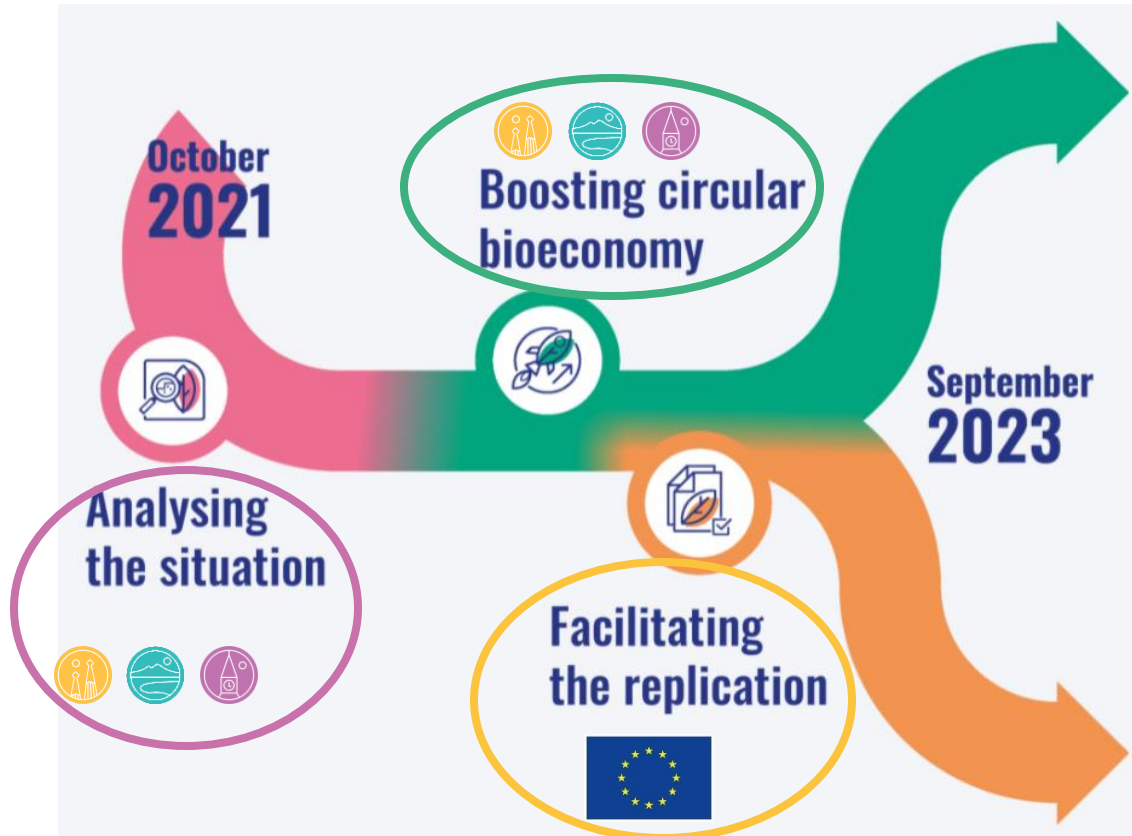 October
2021
Boosting circular
bioeconomy
September
2023
Analysing
the situation
Facilitating
the replication